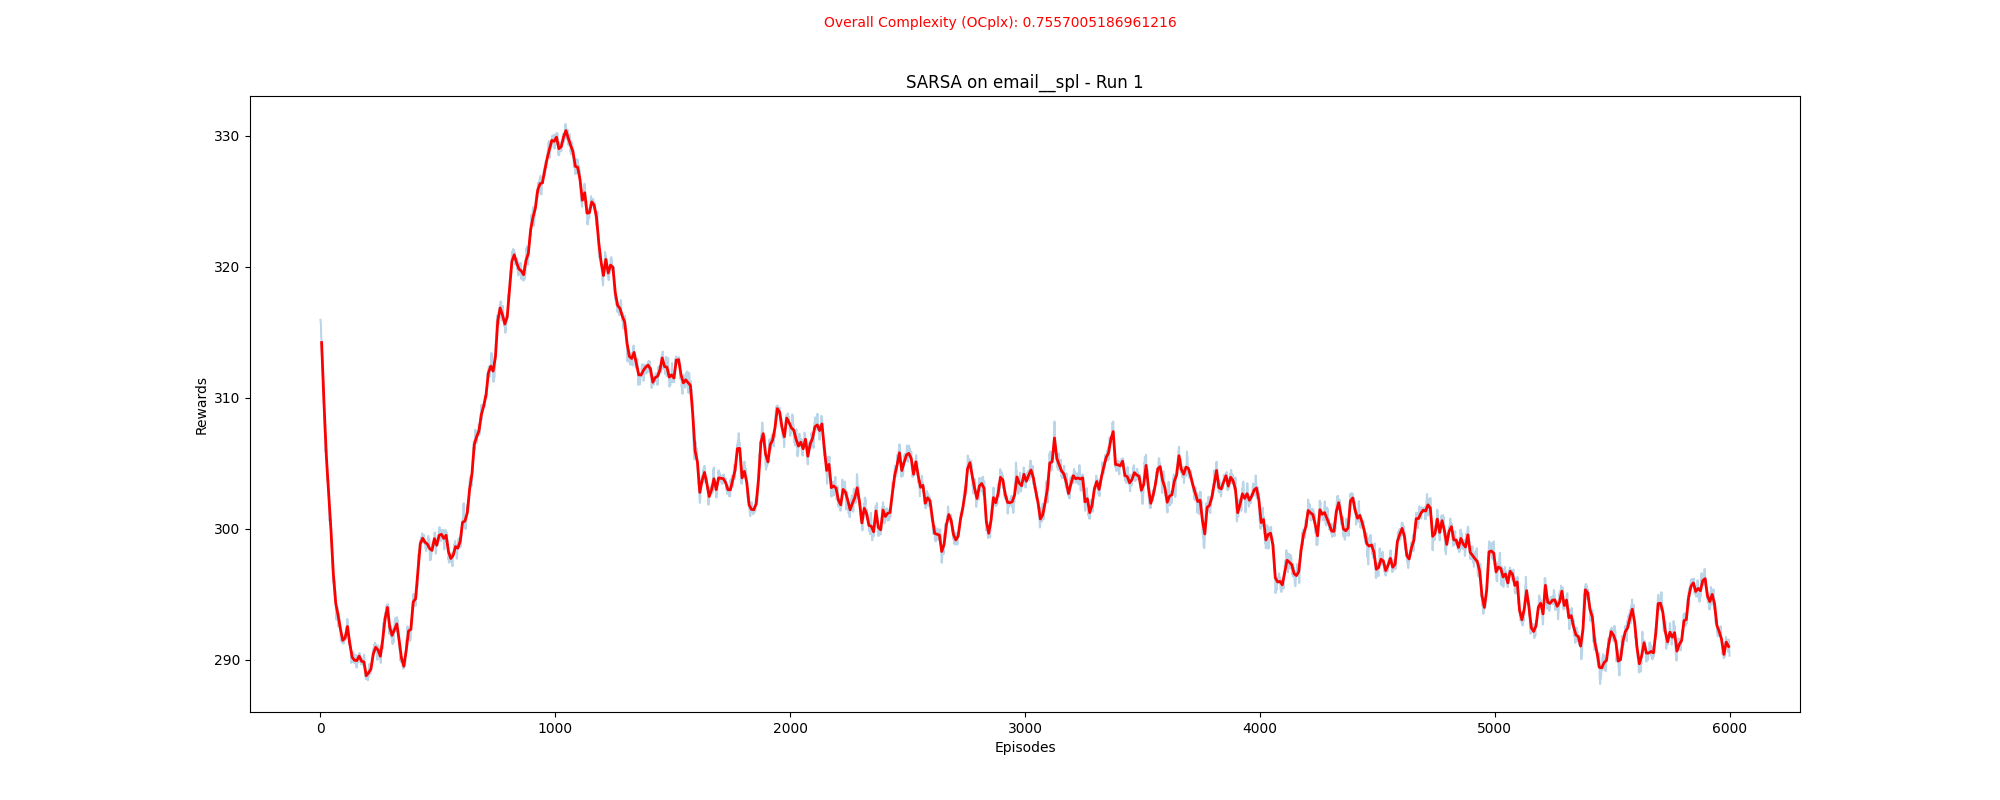 Overall Complexity (OCplx): 0.7557005186961216
SARSA on email__spl - Run 1
330
320
310
300
290
Rewards
0 1000 2000 3000 4000 5000 6000
Episodes